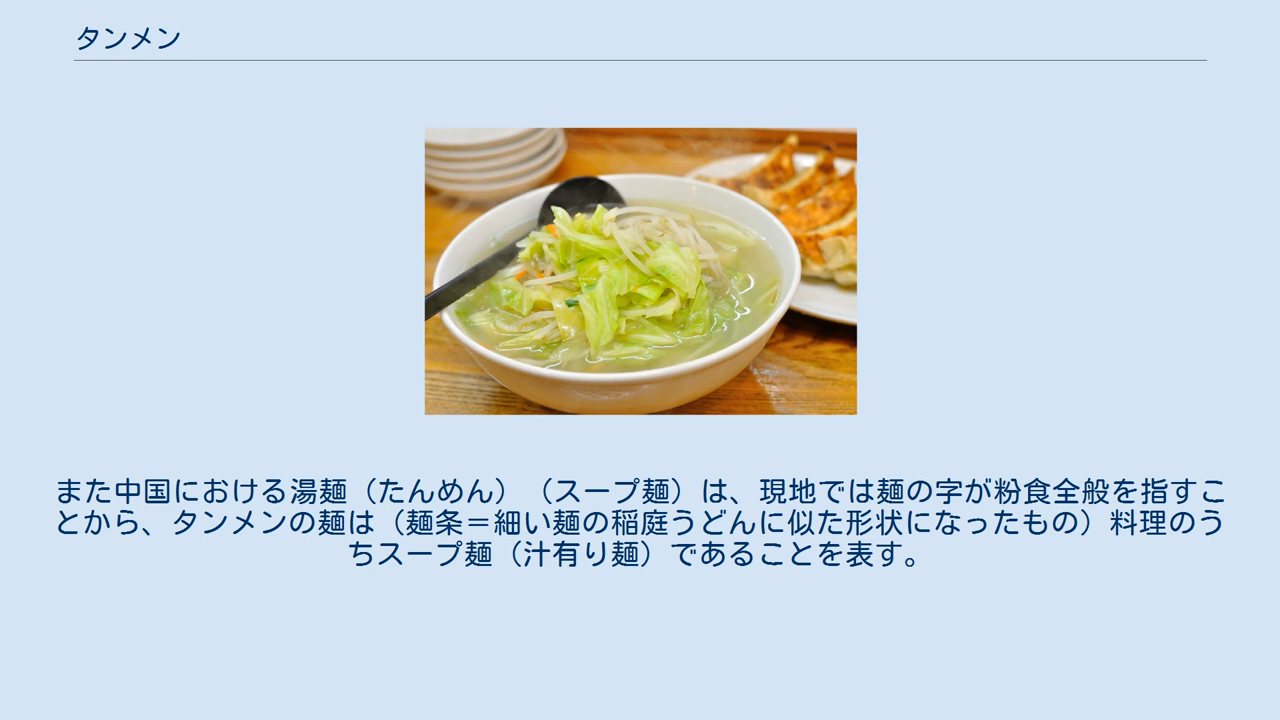 タンメン
また中国における湯麺（たんめん）（スープ麺）は、現地では麺の字が粉食全般を指すこ
とから、タンメンの麺は（麺条＝細い麺の稲庭うどんに似た形状になったもの）料理のう
ちスープ麺（汁有り麺）であることを表す。